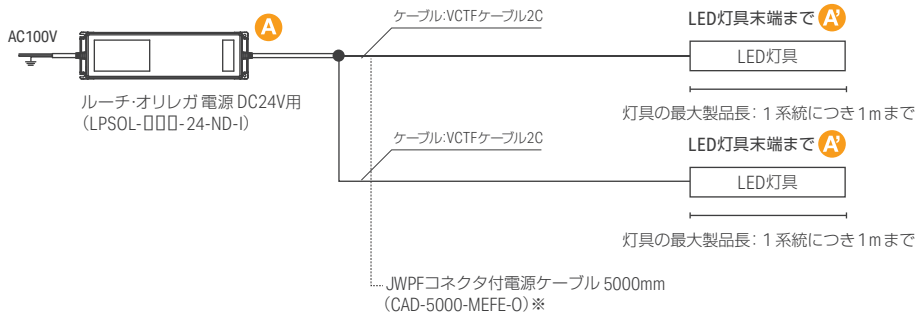 ケーブル:VCTFケーブル2C
LED灯具末端まで A'
AC100V
A
LED灯具
ルーチ・オリレガ 電源 DC24V用
(LPSOL-▯▯▯-24-ND-I)
灯具の最大製品長: 1系統につき1mまで
ケーブル:VCTFケーブル2C
LED灯具末端まで A'
LED灯具
灯具の最大製品長: 1系統につき1mまで
JWPFコネクタ付電源ケーブル 5000mm
(CAD-5000-MEFE-O)※